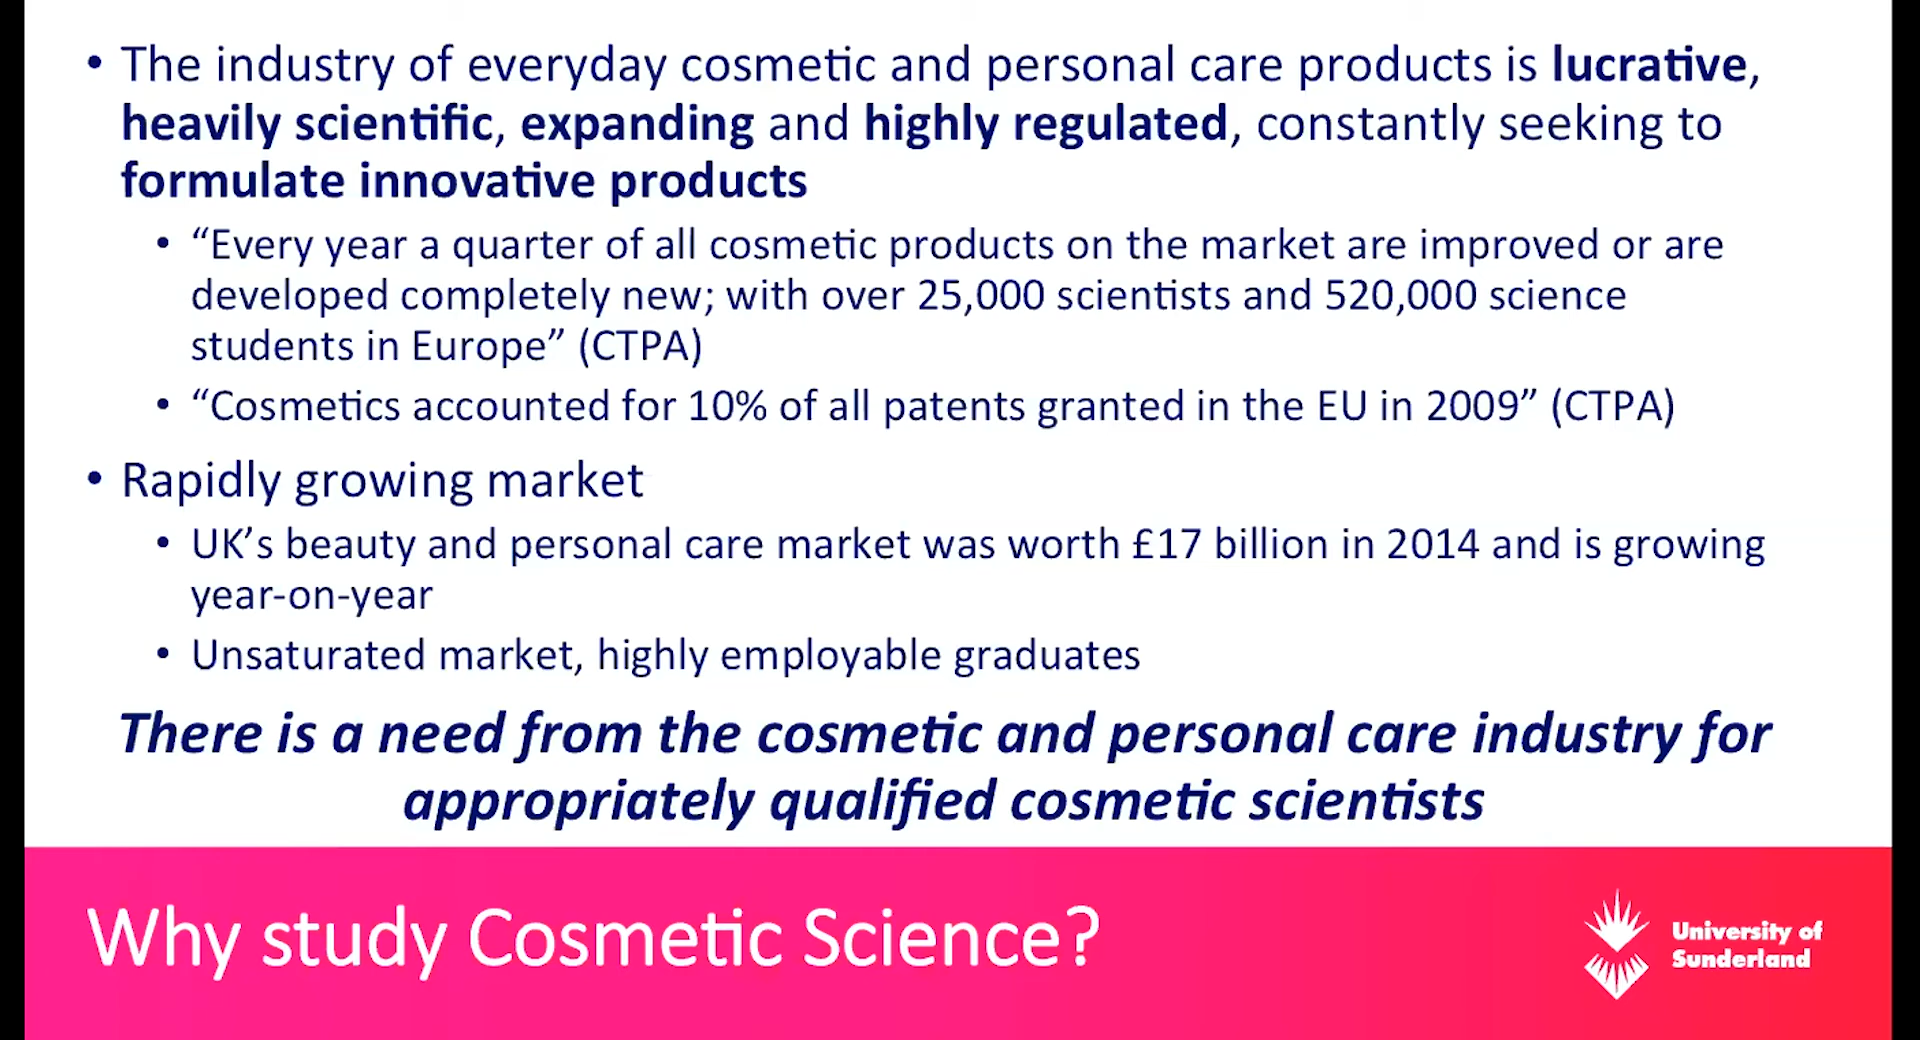 • The industry of everyday cosmetic and personal care products is lucrative,
heavily scientific, expanding and highly regulated, constantly seeking to
formulate innovative products
• “Every year a quarter of all cosmetic products on the market are improved or are
developed completely new; with over 25,000 scientists and 520,000 science
students in Europe” (CTPA)
• “Cosmetics accounted for 10% of all patents granted in the EU in 2009” (CTPA)
• Rapidly growing market
• UK’s beauty and personal care market was worth £17 billion in 2014 and is growing
year-on-year
• Unsaturated market, highly employable graduates
There is a need from the cosmetic and personal care industry for
appropriately qualified cosmetic scientists
Why study Cosmetic Science?
University of
Sunderland